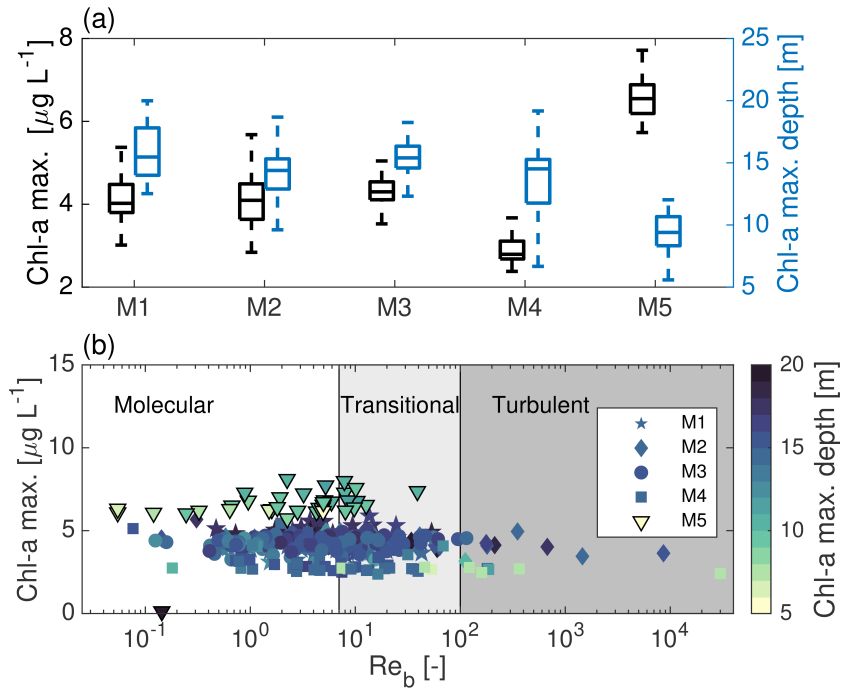 (a)
8
6
4
2
Chl-a max. [μg L⁻¹]
25
20
15
10
5
Chl-a max. depth [m]
M1 M2 M3 M4 M5
(b)
15
10
5
0
Chl-a max. [μg L⁻¹]
Molecular Transitional Turbulent
M1
M2
M3
M4
M5
20
15
10
5
Chl-a max. depth [m]
10⁻¹ 10⁰ 10¹ 10² 10³ 10⁴
Re_b [-]